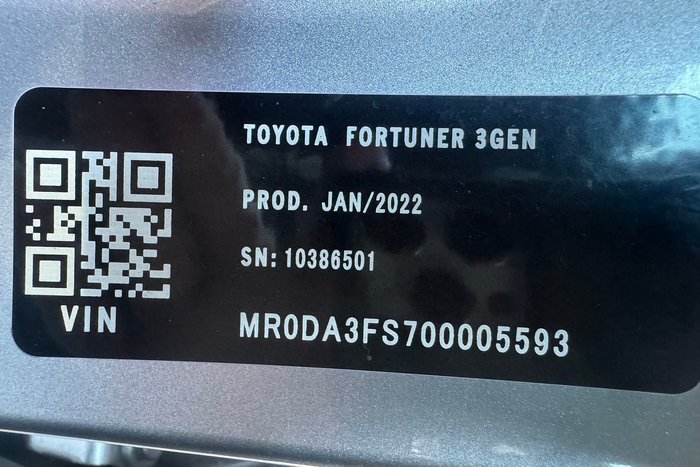 TOYOTA FORTUNER 3GEN
PROD. JAN/2022
SN: 10386501
VIN
MR0DA3FS700005593